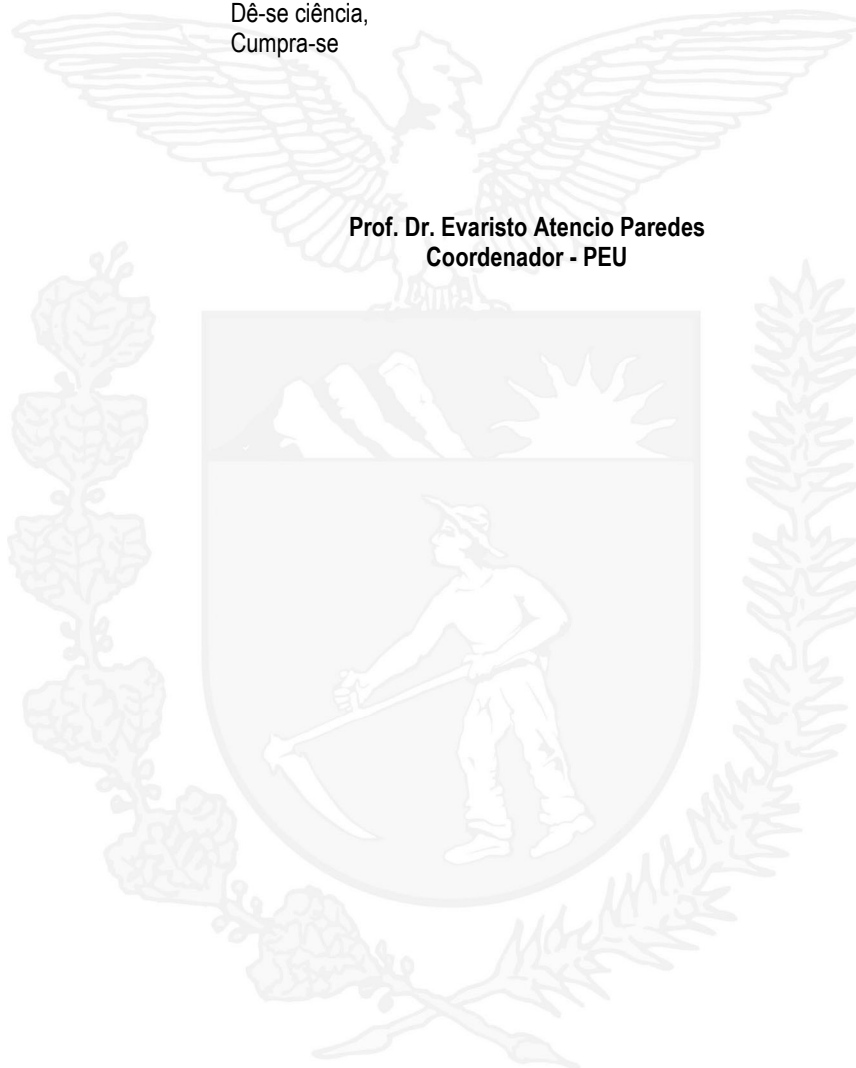 Dê-se ciência,
Cumpra-se
Prof. Dr. Evaristo Atencio Paredes
Coordenador - PEU